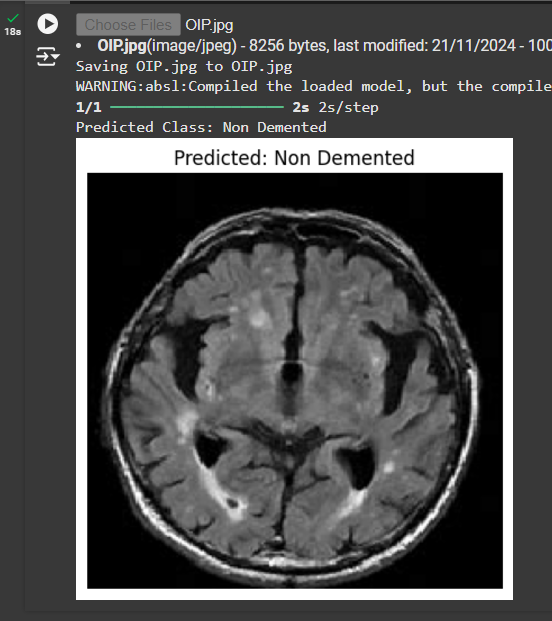 Choose Files OIP.jpg
18s
• OIP.jpg(image/jpeg) - 8256 bytes, last modified: 21/11/2024 - 100
Saving OIP.jpg to OIP.jpg
WARNING:absl:Compiled the loaded model, but the compile
1/1 ━━━━━━━━━━━━━━━━━━━━ 2s 2s/step
Predicted Class: Non Demented
Predicted: Non Demented